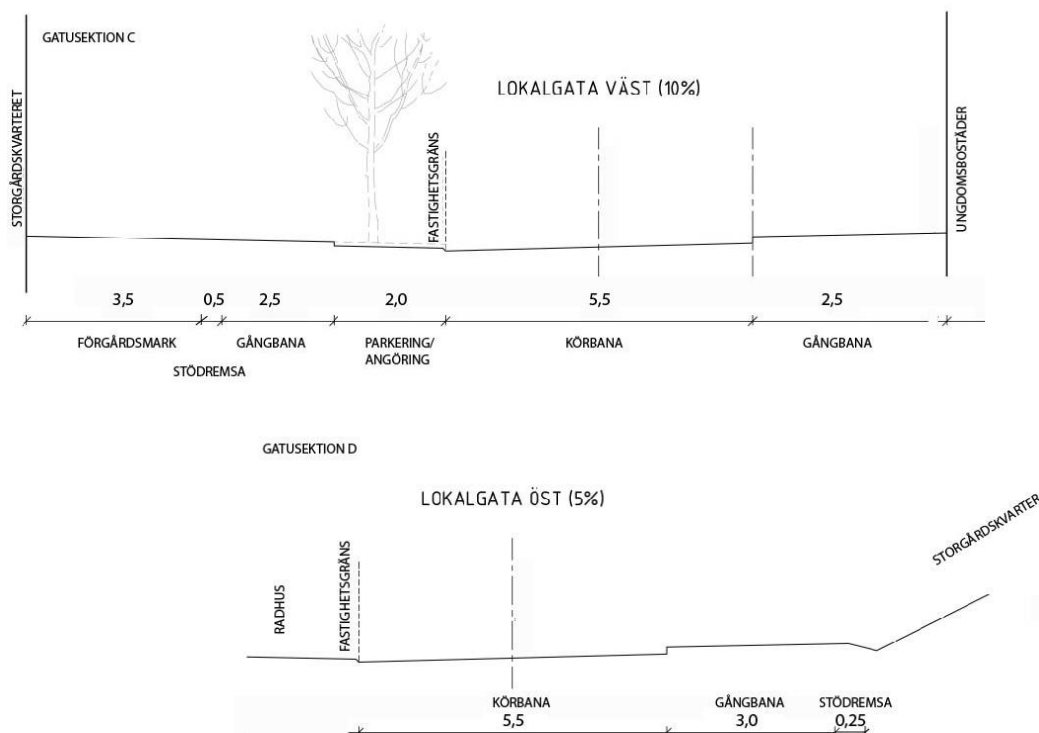 GATUSEKTION C
LOKALGATA VÄST (10%)
STORGÅRDSKVARTERET
FASTIGHETSGRÄNS
UNGDOMSBOSTÄDER
3,5 0,5 2,5 2,0 5,5 2,5
FÖRGÅRDSMARK GÅNGBANA PARKERING/ KÖRBANA GÅNGBANA
ANGÖRING
STÖDREMSA
GATUSEKTION D
LOKALGATA ÖST (5%)
RADHUS
FASTIGHETSGRÄNS
STORGÅRDSKVARTER
KÖRBANA GÅNGBANA STÖDREMSA
5,5 3,0 0,25